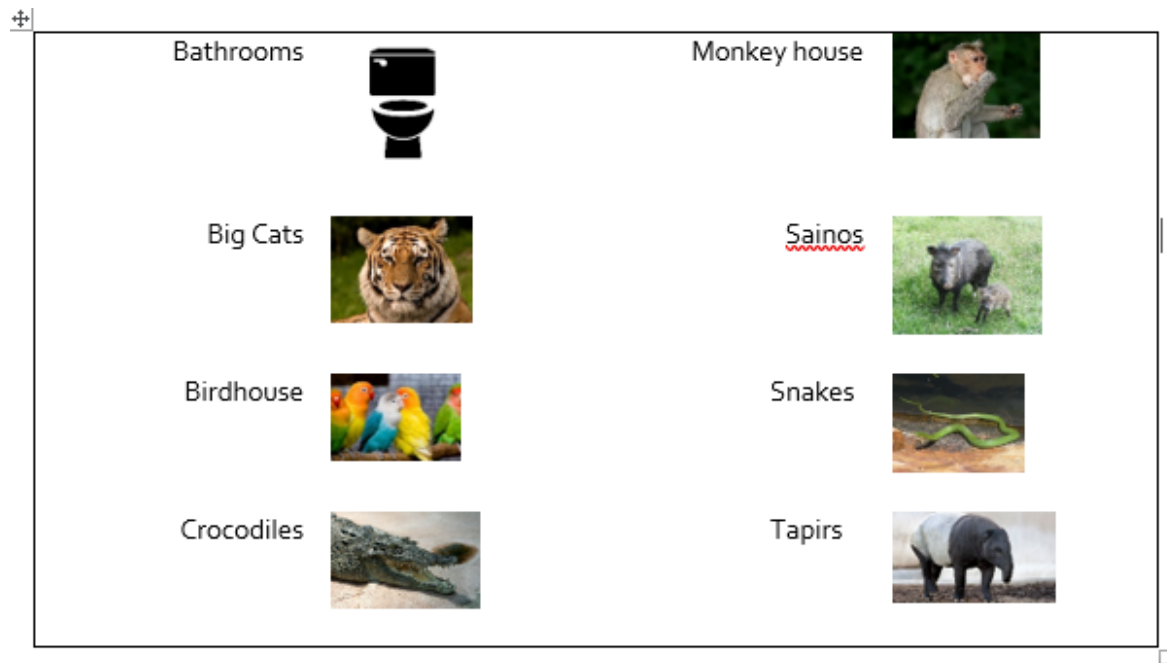 Bathrooms
Monkey house
Big Cats
Sainos
Birdhouse
Snakes
Crocodiles
Tapirs